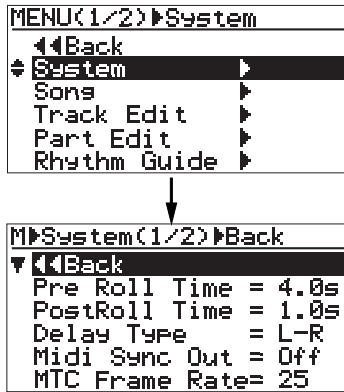 MENU(1/2)▶System
◀◀Back
System ▶
Song ▶
Track Edit ▶
Part Edit ▶
Rhythm Guide ▶
M▶System(1/2)▶Back
◀◀Back
Pre Roll Time = 4.0s
PostRoll Time = 1.0s
Delay Type = L-R
Midi Sync Out = Off
MTC Frame Rate= 25